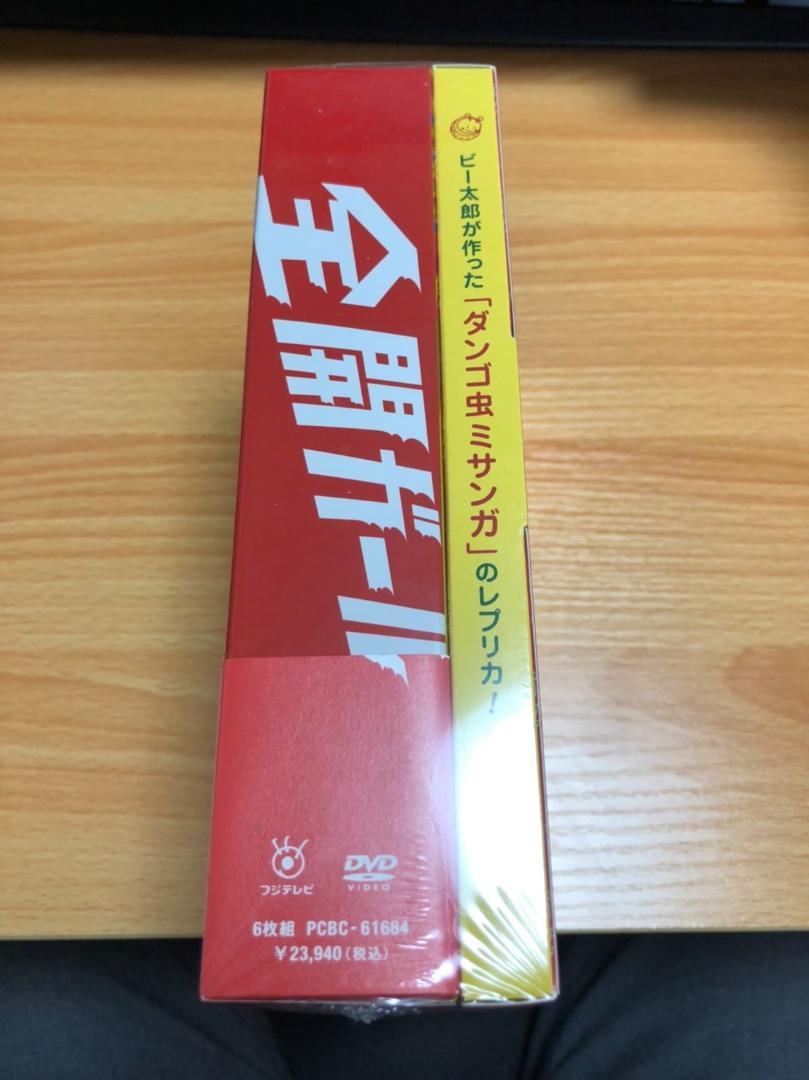 全開ガール
フジテレビ
DVD
VIDEO
6枚組 PCBC-61684
¥23,940(税込)
ビー太郎が作った「ダンゴ虫ミサンガ」のレプリカ!